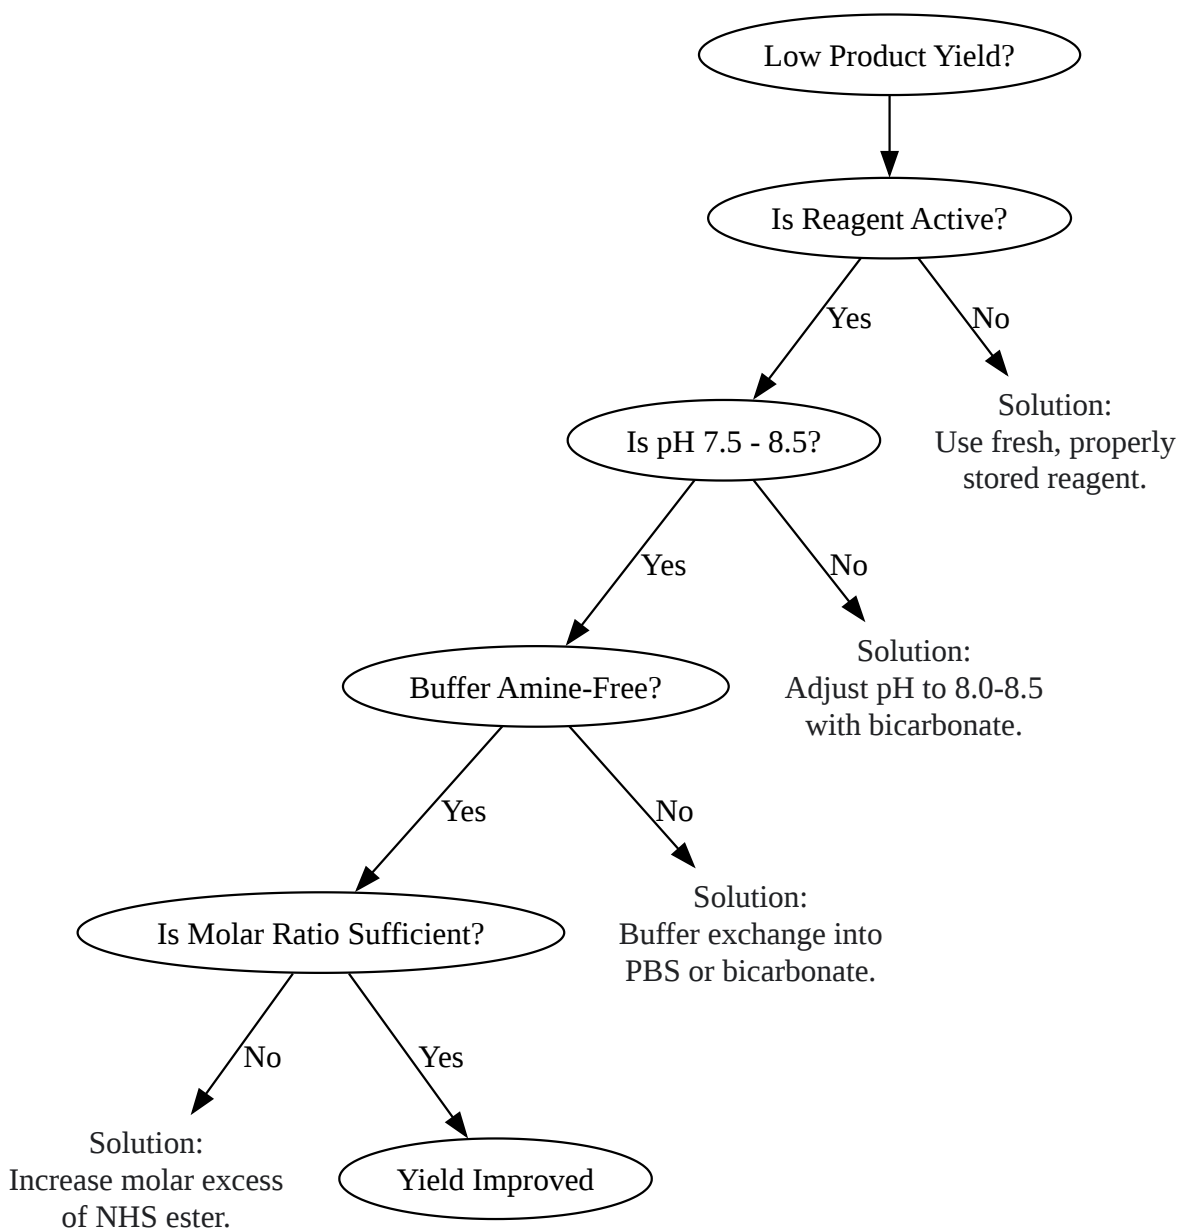 Low Product Yield?
Is Reagent Active?
Yes
No
Solution:
Use fresh, properly
stored reagent.
Is pH 7.5 - 8.5?
Yes
No
Solution:
Adjust pH to 8.0-8.5
with bicarbonate.
Buffer Amine-Free?
Yes
No
Solution:
Buffer exchange into
PBS or bicarbonate.
Is Molar Ratio Sufficient?
No
Yes
Solution:
Increase molar excess
of NHS ester.
Yield Improved